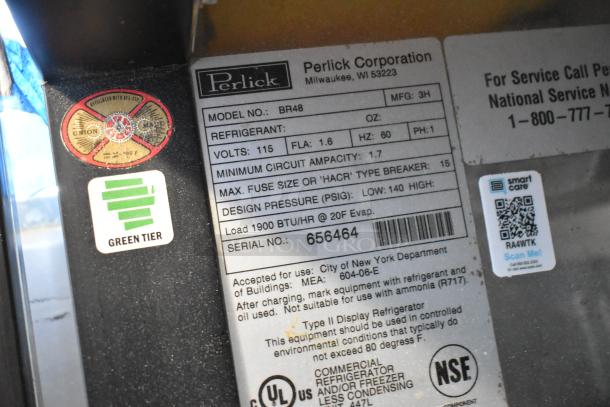 UNION MADE
GREEN TIER
Perlick
Perlick Corporation
Milwaukee, WI 53223
MODEL NO.: BR48 MFG: 3H
REFRIGERANT: OZ:
VOLTS: 115 FLA: 1.6 HZ: 60 PH: 1
MINIMUM CIRCUIT AMPACITY: 1.7
MAX. FUSE SIZE OR 'HACR' TYPE BREAKER: 15
DESIGN PRESSURE (PSIG): LOW: 140 HIGH:
Load 1900 BTU/HR @ 20F Evap.
SERIAL NO.: 656464
Accepted for use: City of New York Department
of Buildings: MEA: 604-06-E
After charging, mark equipment with refrigerant and
oil used. Not suitable for use with ammonia (R717).
Type II Display Refrigerator
This equipment should be used in controlled
environmental conditions that typically do
not exceed 80 degrees F.
C UL US
COMMERCIAL
REFRIGERATOR
AND/OR FREEZER
LESS CONDENSING
447L
NSF
COMPONENT
For Service Call
National Service
1-800-777-
smart
care
RA4WTK
Scan Me!